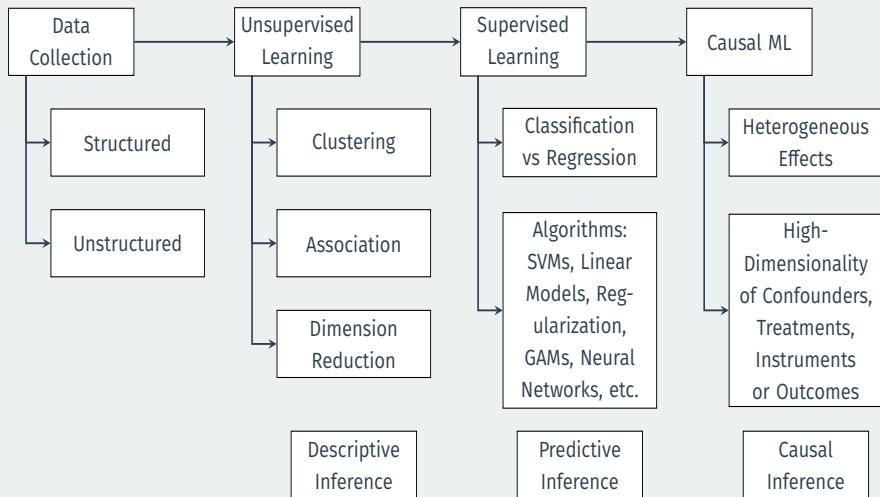 Data
Collection
Unsupervised
Learning
Supervised
Learning
Causal ML
Structured
Clustering
Classification
vs Regression
Heterogeneous
Effects
Unstructured
Association
Algorithms:
SVMs, Linear
Models, Reg-
ularization,
GAMs, Neural
Networks, etc.
High-
Dimensionality
of Confounders,
Treatments,
Instruments
or Outcomes
Dimension
Reduction
Descriptive
Inference
Predictive
Inference
Causal
Inference